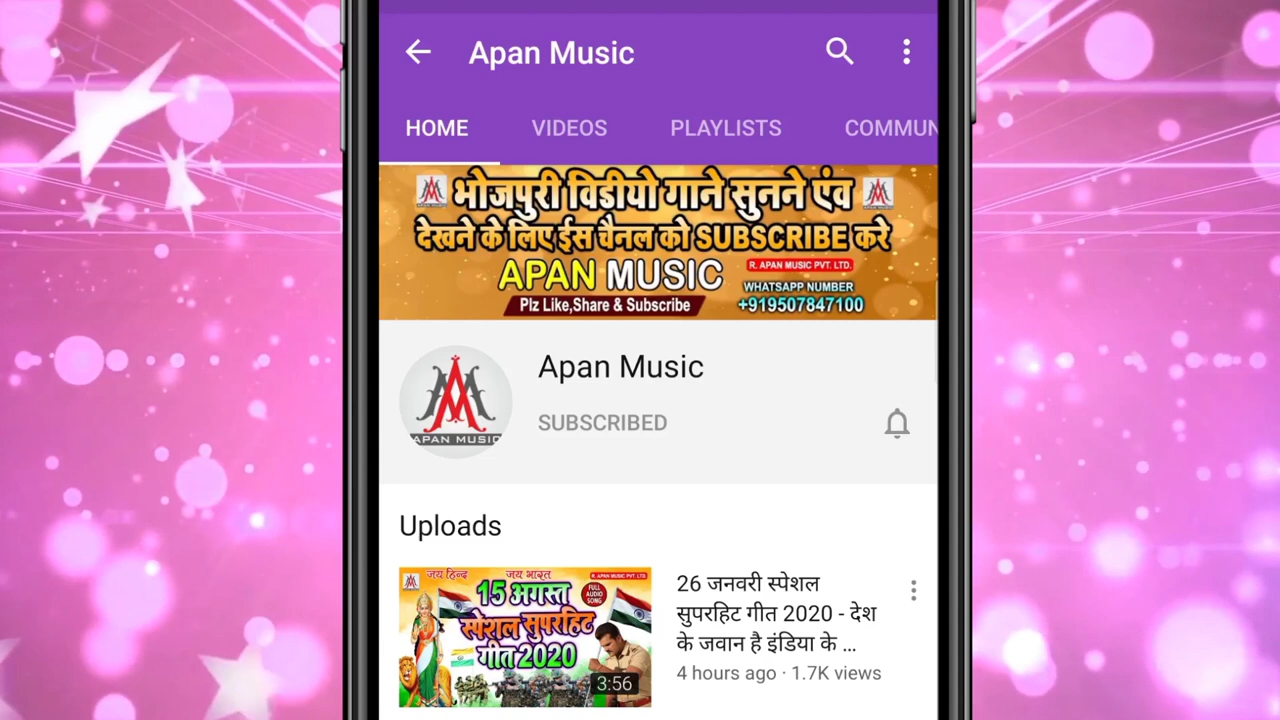 Apan Music
HOME VIDEOS PLAYLISTS COMMUN
भोजपुरी विडीयो गाने सुनने एंव
देखने के लिए ईस चैनल को SUBSCRIBE करे
APAN MUSIC
R. APAN MUSIC PVT. LTD.
WHATSAPP NUMBER
Plz Like,Share & Subscribe
+919507847100
Apan Music
SUBSCRIBED
APAN MUSIC
Uploads
जय हिन्द जय भारत
R. APAN MUSIC PVT. LTD
15 अगस्त
FULL
AUDIO
SONG
स्पेशल सुपरहिट
गीत 2020
3:56
26 जनवरी स्पेशल
सुपरहिट गीत 2020 - देश
के जवान है इंडिया के ...
4 hours ago · 1.7K views